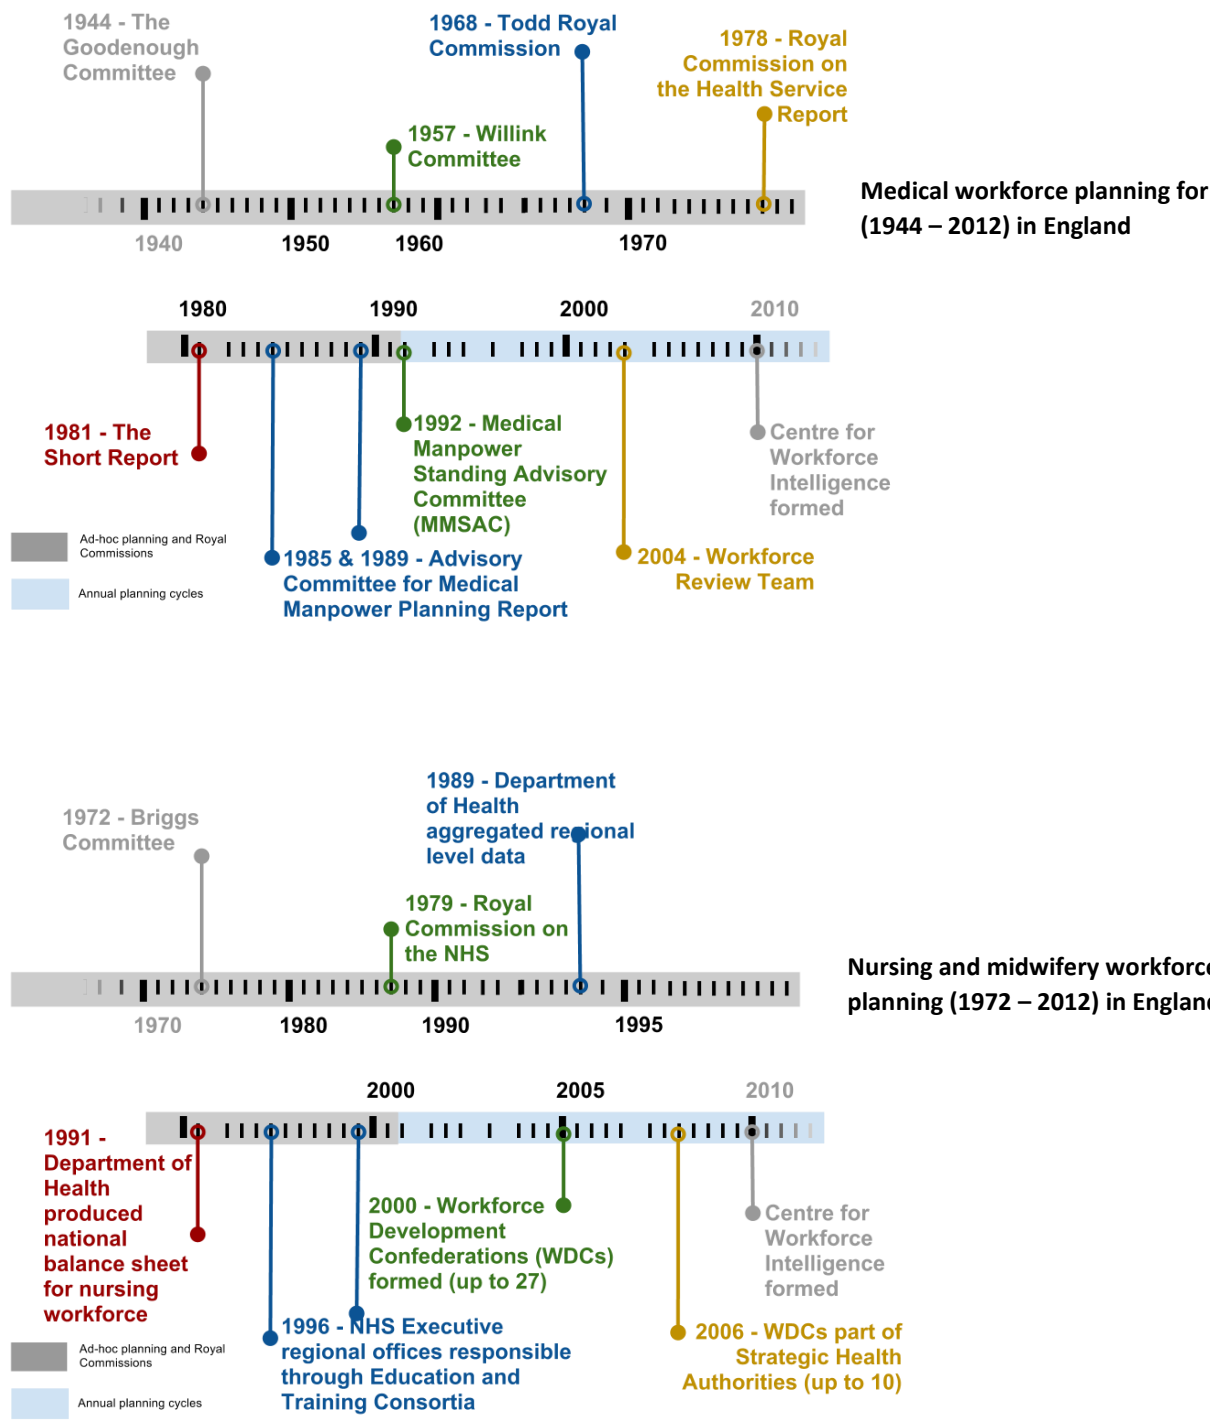 1944 - The
Goodenough
Committee
1968 - Todd Royal
Commission
1978 - Royal
Commission on
the Health Service
Report
1957 - Willink
Committee
Medical workforce planning for
(1944 – 2012) in England
1940
1950
1960
1970
1980
1990
2000
2010
1981 - The
Short Report
1992 - Medical
Manpower
Standing Advisory
Committee
(MMSAC)
Centre for
Workforce
Intelligence
formed
Ad-hoc planning and Royal
Commissions
Annual planning cycles
1985 & 1989 - Advisory
Committee for Medical
Manpower Planning Report
2004 - Workforce
Review Team
1972 - Briggs
Committee
1989 - Department
of Health
aggregated regional
level data
1979 - Royal
Commission on
the NHS
Nursing and midwifery workforce
planning (1972 – 2012) in England
1970
1980
1990
1995
2000
2005
2010
1991 -
Department of
Health
produced
national
balance sheet
for nursing
workforce
2000 - Workforce
Development
Confederations (WDCs)
formed (up to 27)
Centre for
Workforce
Intelligence
formed
1996 - NHS Executive
regional offices responsible
through Education and
Training Consortia
2006 - WDCs part of
Strategic Health
Authorities (up to 10)
Ad-hoc planning and Royal
Commissions
Annual planning cycles